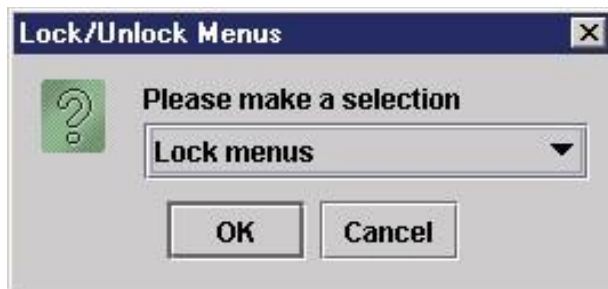 Lock/Unlock Menus
Please make a selection
Lock menus
OK
Cancel